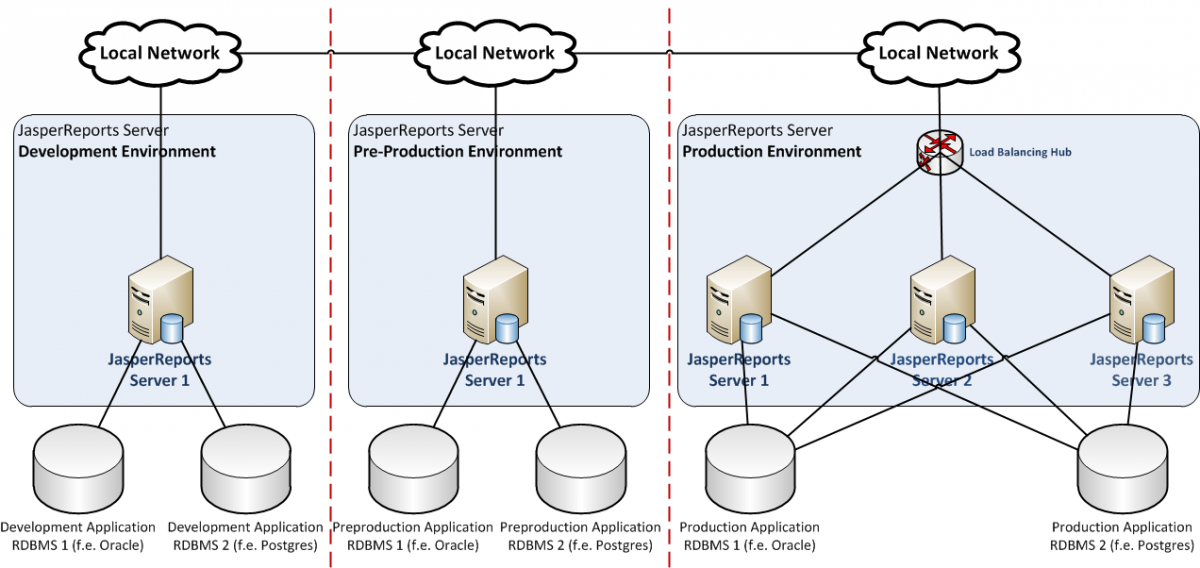 Local Network
Local Network
Local Network
JasperReports Server
Development Environment
JasperReports Server
Pre-Production Environment
JasperReports Server
Production Environment
Load Balancing Hub
JasperReports
Server 1
JasperReports
Server 1
JasperReports
Server 1
JasperReports
Server 2
JasperReports
Server 3
Development Application
RDBMS 1 (f.e. Oracle)
Development Application
RDBMS 2 (f.e. Postgres)
Preproduction Application
RDBMS 1 (f.e. Oracle)
Preproduction Application
RDBMS 2 (f.e. Postgres)
Production Application
RDBMS 1 (f.e. Oracle)
Production Application
RDBMS 2 (f.e. Postgres)